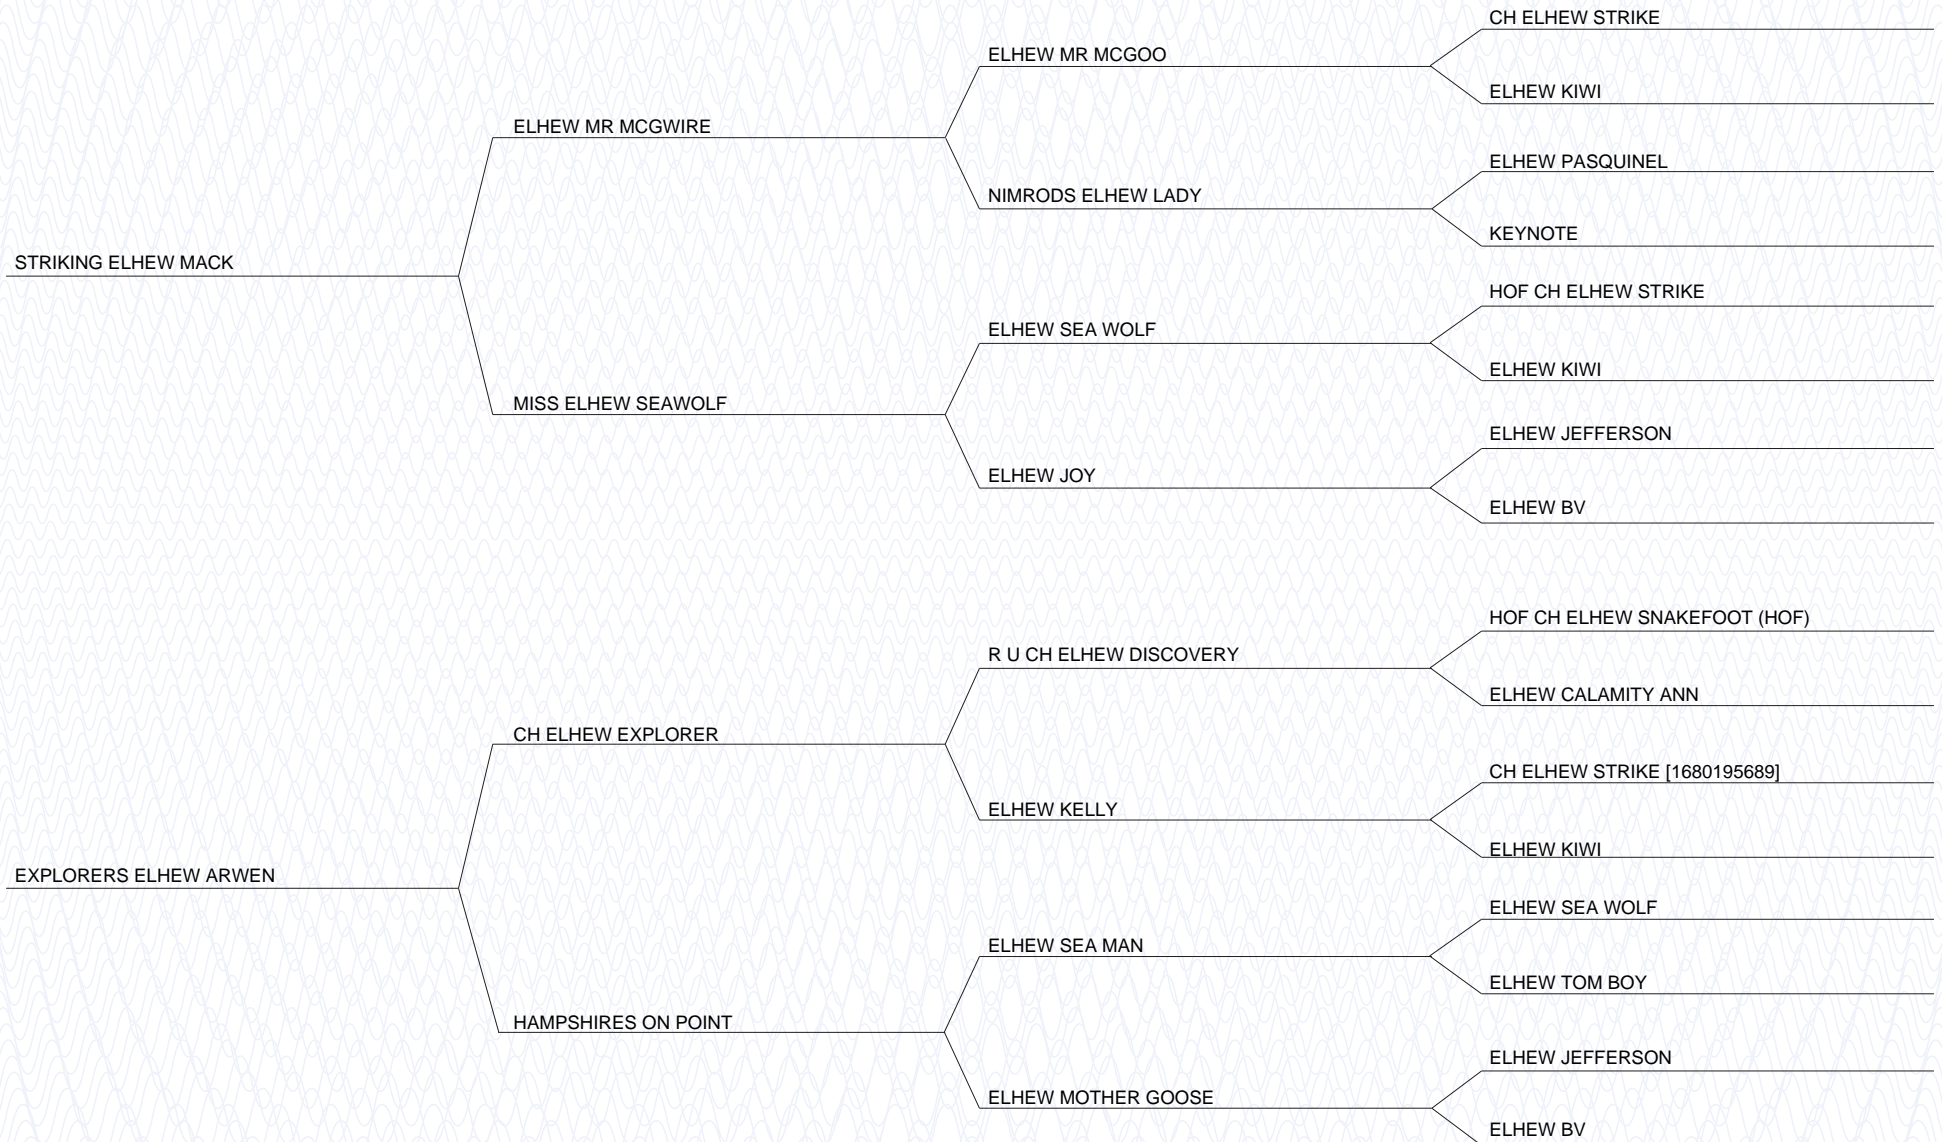 CH ELHEW STRIKE
ELHEW MR MCGOO
ELHEW KIWI
ELHEW MR MCGWIRE
ELHEW PASQUINEL
NIMRODS ELHEW LADY
KEYNOTE
STRIKING ELHEW MACK
HOF CH ELHEW STRIKE
ELHEW SEA WOLF
ELHEW KIWI
MISS ELHEW SEAWOLF
ELHEW JEFFERSON
ELHEW JOY
ELHEW BV
HOF CH ELHEW SNAKEFOOT (HOF)
R U CH ELHEW DISCOVERY
ELHEW CALAMITY ANN
CH ELHEW EXPLORER
CH ELHEW STRIKE [1680195689]
ELHEW KELLY
ELHEW KIWI
EXPLORERS ELHEW ARWEN
ELHEW SEA WOLF
ELHEW SEA MAN
ELHEW TOM BOY
HAMPSHIRES ON POINT
ELHEW JEFFERSON
ELHEW MOTHER GOOSE
ELHEW BV